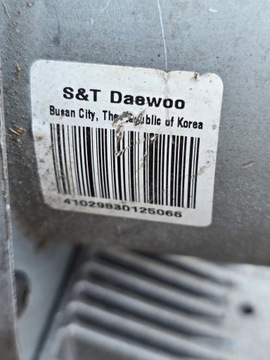 S&T Daewoo
Busan City, The Republic of Korea
41029830125066